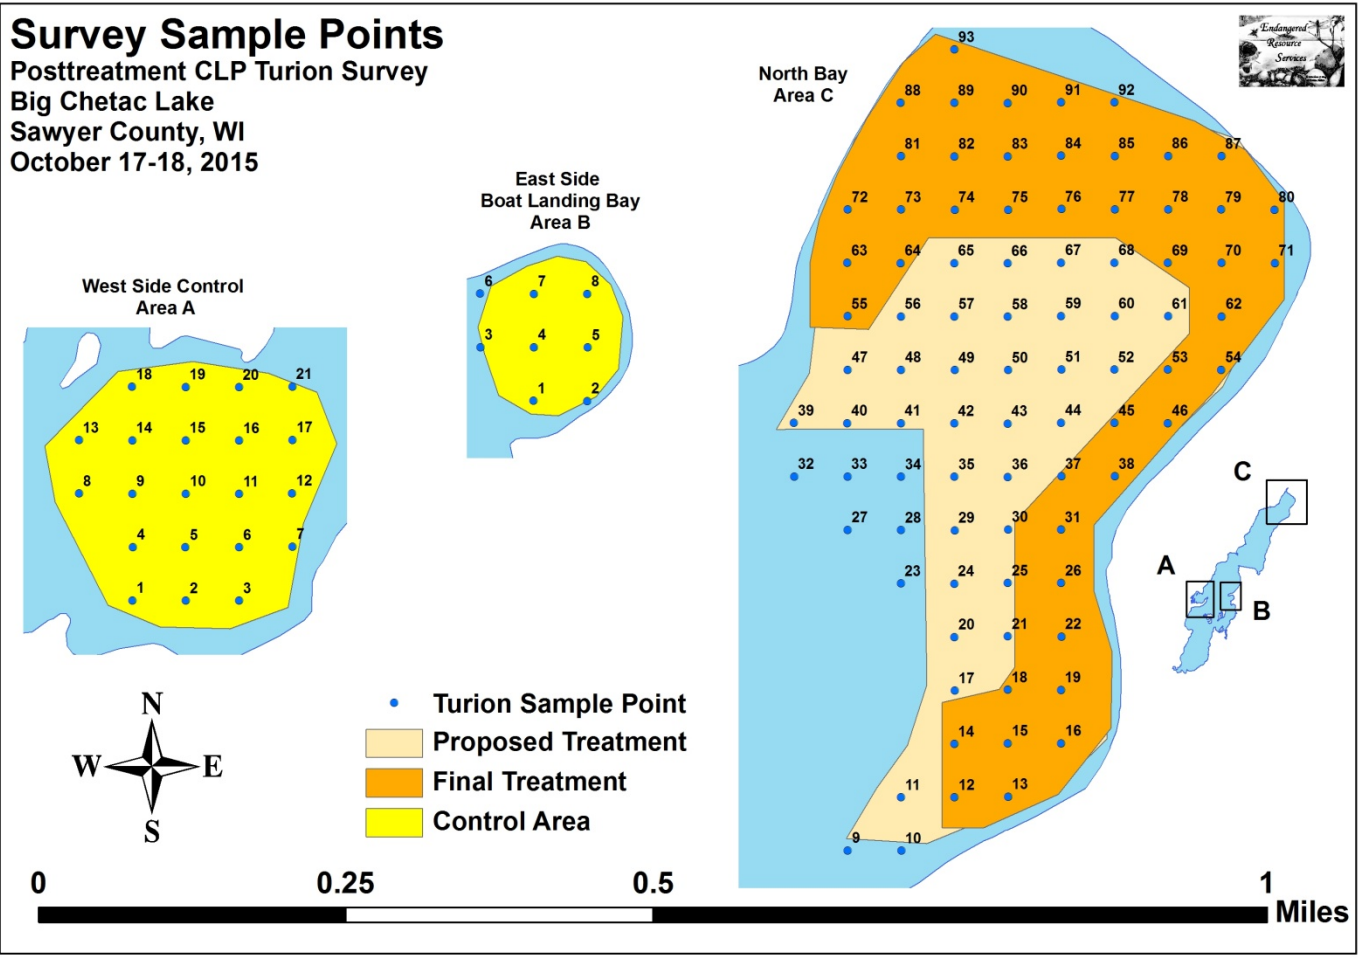 Survey Sample Points
Posttreatment CLP Turion Survey
Big Chetac Lake
Sawyer County, WI
October 17-18, 2015
North Bay
Area C
Endangered
Resource
Services
East Side
Boat Landing Bay
Area B
West Side Control
Area A
6 7 8
3 4 5
1 2
18 19 20 21
13 14 15 16 17
8 9 10 11 12
4 5 6 7
1 2 3
93
88 89 90 91 92
81 82 83 84 85 86 87
72 73 74 75 76 77 78 79 80
63 64 65 66 67 68 69 70 71
55 56 57 58 59 60 61 62
47 48 49 50 51 52 53 54
39 40 41 42 43 44 45 46
32 33 34 35 36 37 38
27 28 29 30 31
23 24 25 26
20 21 22
17 18 19
14 15 16
11 12 13
9 10
C
A
B
N
W E
S
Turion Sample Point
Proposed Treatment
Final Treatment
Control Area
0 0.25 0.5 1
Miles